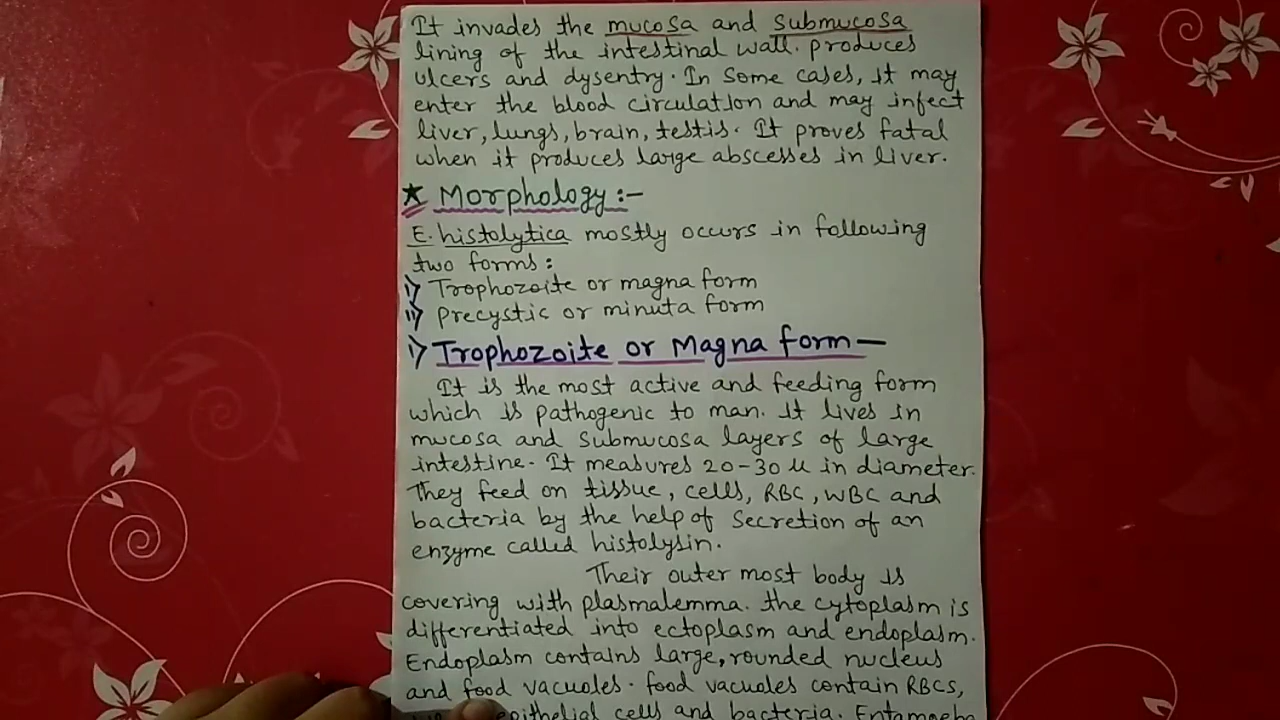 It invades the mucosa and submucosa
lining of the intestinal wall. produces
ulcers and dysentry. In some cases, it may
enter the blood circulation and may infect
liver, lungs, brain, testis. It proves fatal
when it produces large abscesses in liver.
★ Morphology :-
E. histolytica mostly occurs in following
two forms :
i) Trophozoite or magna form
ii) precystic or minuta form
i) Trophozoite or Magna form —
It is the most active and feeding form
which is pathogenic to man. It lives in
mucosa and submucosa layers of large
intestine. It measures 20-30 μ in diameter.
They feed on tissue, cells, RBC, WBC and
bacteria by the help of secretion of an
enzyme called histolysin.
Their outer most body is
covering with plasmalemma. the cytoplasm is
differentiated into ectoplasm and endoplasm.
Endoplasm contains large, rounded nucleus
and food vacuoles. food vacuoles contain RBCs,
epithelial cells and bacteria. Entamoeba